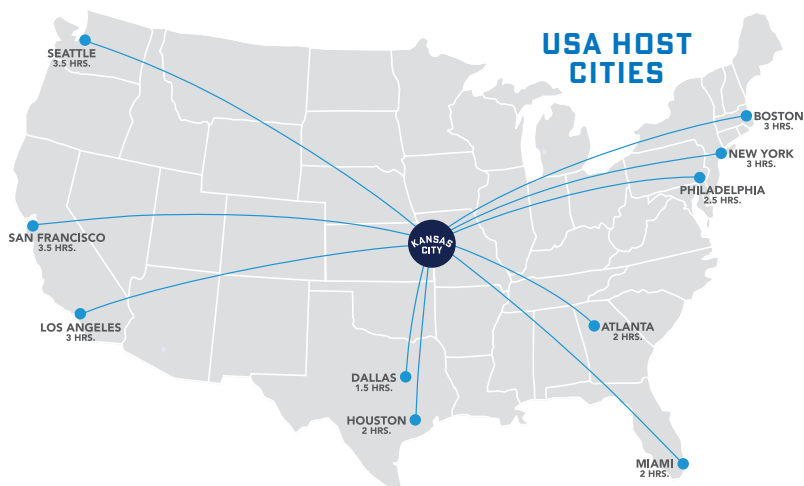 USA HOST
CITIES
SEATTLE
3.5 HRS.
BOSTON
3 HRS.
NEW YORK
3 HRS.
PHILADELPHIA
2.5 HRS.
SAN FRANCISCO
3.5 HRS.
KANSAS
CITY
LOS ANGELES
3 HRS.
ATLANTA
2 HRS.
DALLAS
1.5 HRS.
HOUSTON
2 HRS.
MIAMI
2 HRS.